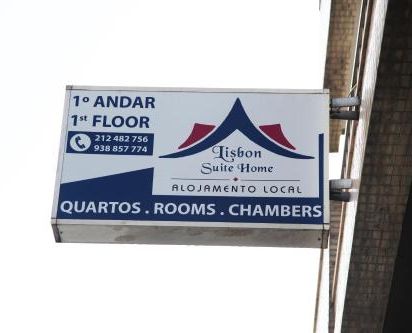 1º ANDAR
1st FLOOR
212 482 756
938 857 774
Lisbon
Suite Home
ALOJAMENTO LOCAL
QUARTOS . ROOMS . CHAMBERS